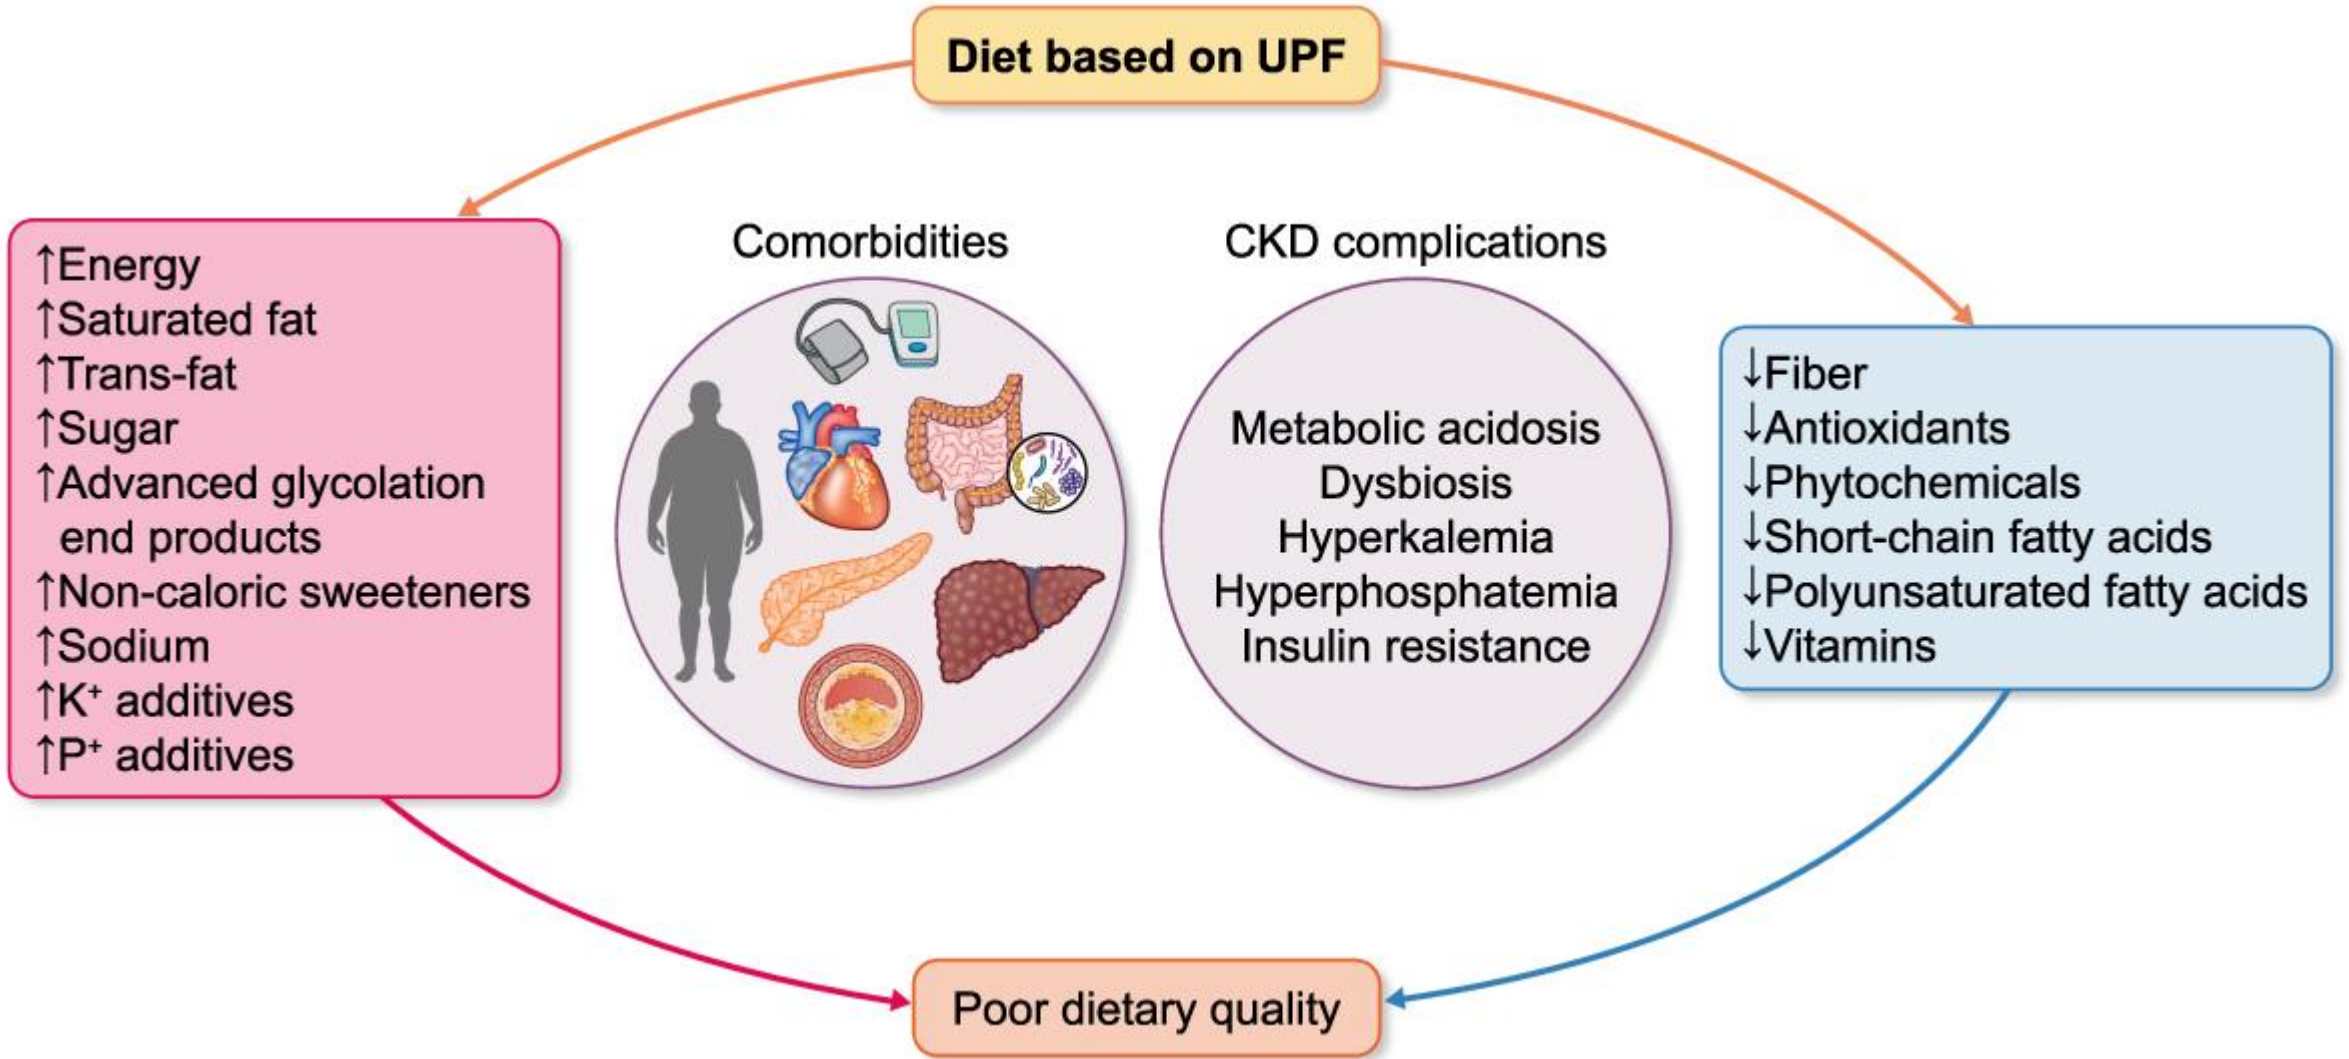 Diet based on UPF
↑Energy
↑Saturated fat
↑Trans-fat
↑Sugar
↑Advanced glycolation
end products
↑Non-caloric sweeteners
↑Sodium
↑K⁺ additives
↑P⁺ additives
Comorbidities
CKD complications
Metabolic acidosis
Dysbiosis
Hyperkalemia
Hyperphosphatemia
Insulin resistance
↓Fiber
↓Antioxidants
↓Phytochemicals
↓Short-chain fatty acids
↓Polyunsaturated fatty acids
↓Vitamins
Poor dietary quality